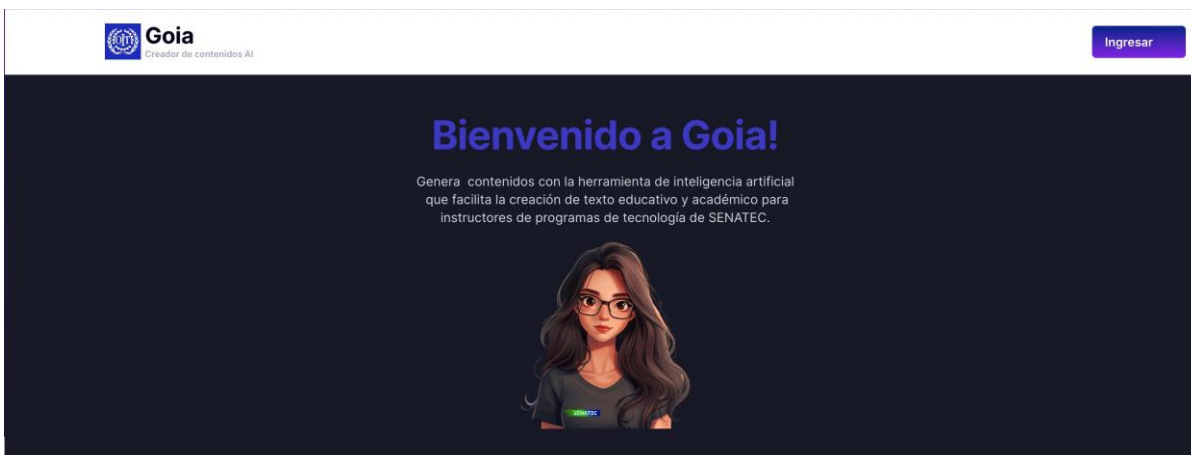 OIT
Goia
Creador de contenidos AI
Ingresar
Bienvenido a Goia!
Genera contenidos con la herramienta de inteligencia artificial
que facilita la creación de texto educativo y académico para
instructores de programas de tecnología de SENATEC.
SENATEC